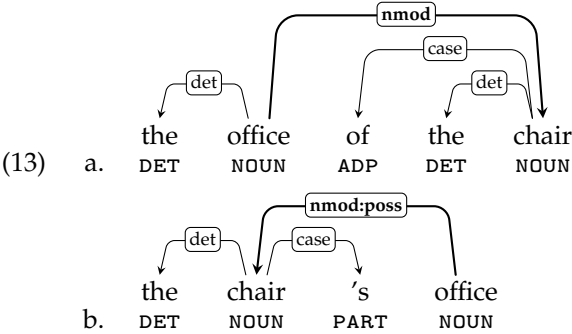 nmod
case
det det
the office of the chair
(13) a. DET NOUN ADP DET NOUN
nmod:poss
det case
the chair 's office
b. DET NOUN PART NOUN